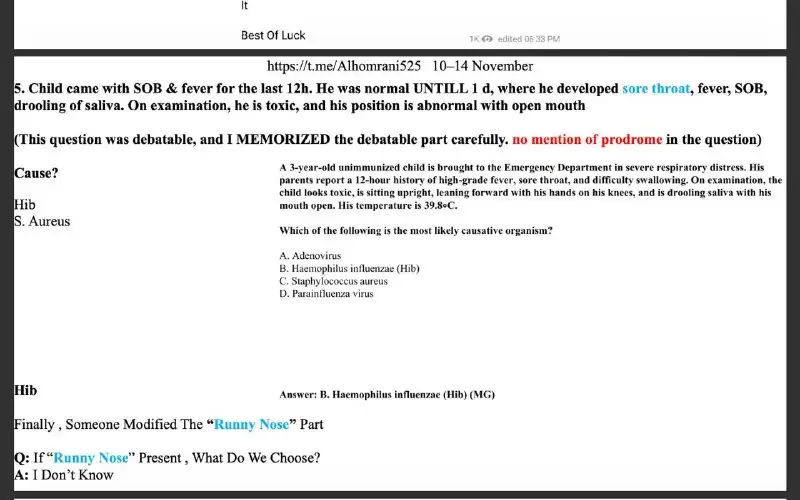 It
Best Of Luck
1K edited 06:33 PM
https://t.me/Alhomrani525 10–14 November
5. Child came with SOB & fever for the last 12h. He was normal UNTILL 1 d, where he developed sore throat, fever, SOB,
drooling of saliva. On examination, he is toxic, and his position is abnormal with open mouth
(This question was debatable, and I MEMORIZED the debatable part carefully. no mention of prodrome in the question)
Cause?
Hib
S. Aureus
A 3-year-old unimmunized child is brought to the Emergency Department in severe respiratory distress. His
parents report a 12-hour history of high-grade fever, sore throat, and difficulty swallowing. On examination, the
child looks toxic, is sitting upright, leaning forward with his hands on his knees, and is drooling saliva with his
mouth open. His temperature is 39.8∘C.
Which of the following is the most likely causative organism?
A. Adenovirus
B. Haemophilus influenzae (Hib)
C. Staphylococcus aureus
D. Parainfluenza virus
Hib
Answer: B. Haemophilus influenzae (Hib) (MG)
Finally , Someone Modified The “Runny Nose” Part
Q: If “Runny Nose” Present , What Do We Choose?
A: I Don’t Know